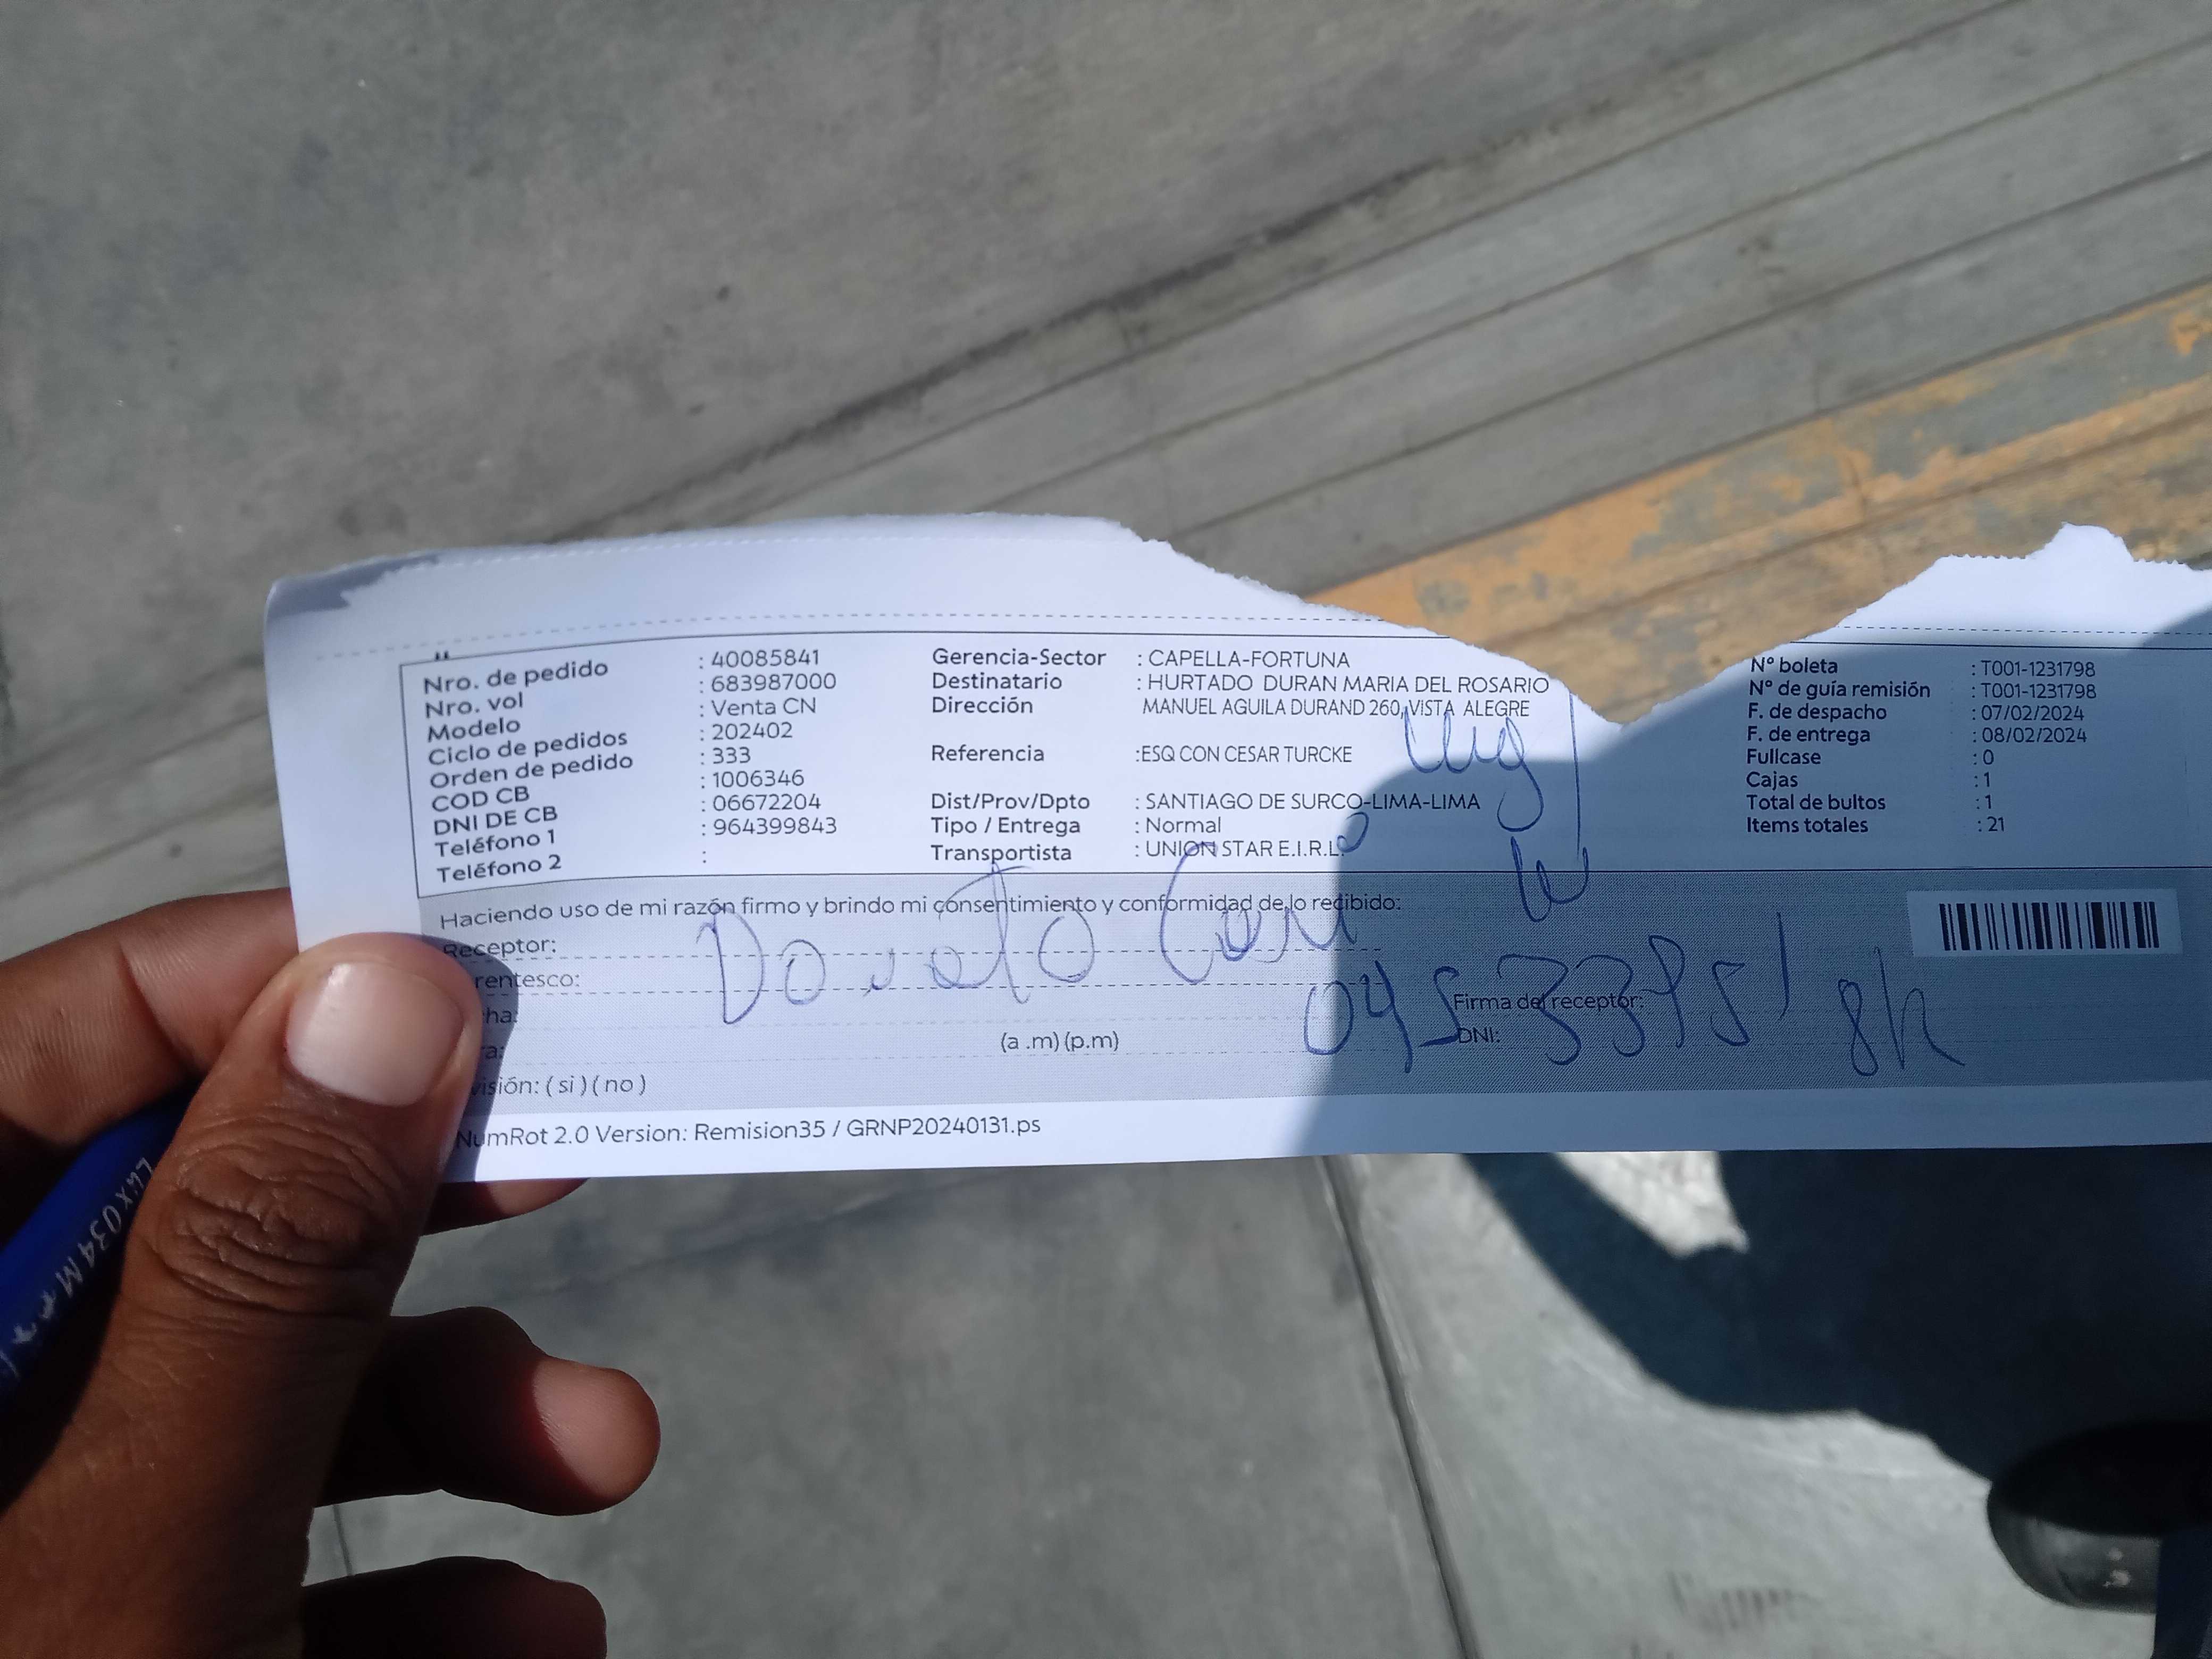 Nro. de pedido : 40085841
Nro. vol : 683987000
Modelo : Venta CN
Ciclo de pedidos : 202402
Orden de pedido : 333
COD CB : 1006346
DNI DE CB : 06672204
Teléfono 1 : 964399843
Teléfono 2 :
Gerencia-Sector : CAPELLA-FORTUNA
Destinatario : HURTADO DURAN MARIA DEL ROSARIO
Dirección MANUEL AGUILA DURAND 260, VISTA ALEGRE
Referencia :ESQ CON CESAR TURCKE
Dist/Prov/Dpto : SANTIAGO DE SURCO-LIMA-LIMA
Tipo / Entrega : Normal
Transportista : UNION STAR E.I.R.L.
N° boleta : T001-1231798
N° de guía remisión : T001-1231798
F. de despacho : 07/02/2024
F. de entrega : 08/02/2024
Fullcase : 0
Cajas : 1
Total de bultos : 1
Items totales : 21
Haciendo uso de mi razón firmo y brindo mi consentimiento y conformidad de lo recibido:
Receptor:
rentesco:
ha:
a:
(a .m) (p.m)
visión: ( si ) ( no )
Firma del receptor:
DNI:
NumRot 2.0 Version: Remision35 / GRNP20240131.ps
LUX034M